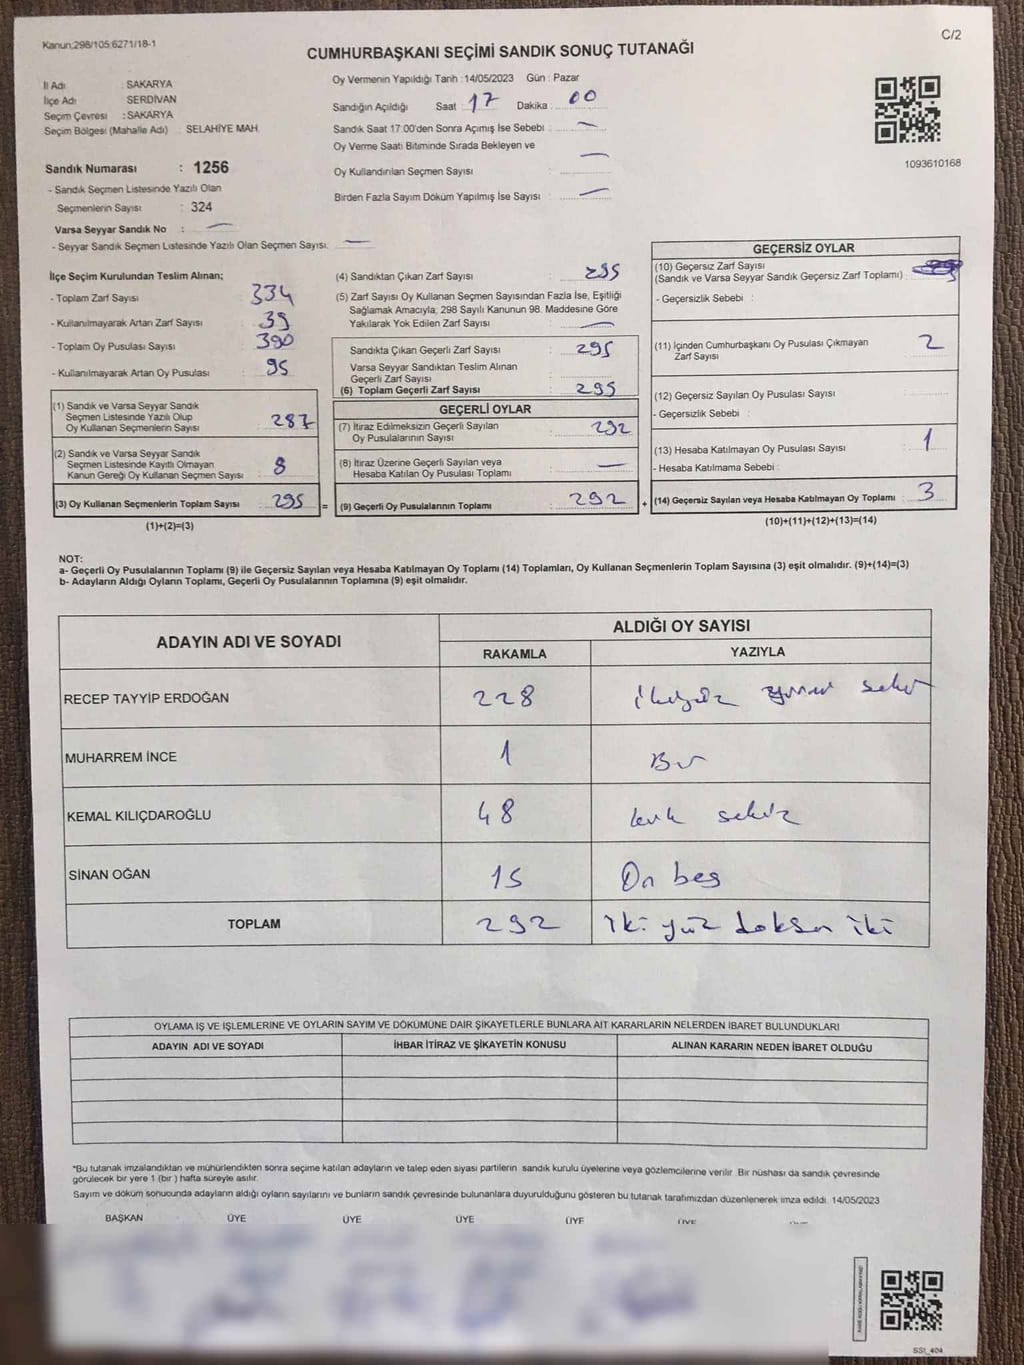 Kanun:298/105:6271/18-1
C/2
CUMHURBAŞKANI SEÇİMİ SANDIK SONUÇ TUTANAĞI
İl Adı : SAKARYA
İlçe Adı : SERDİVAN
Seçim Çevresi : SAKARYA
Seçim Bölgesi (Mahalle Adı) : SELAHİYE MAH.
Oy Vermenin Yapıldığı Tarih :14/05/2023 Gün : Pazar
Sandığın Açıldığı Saat : 17 Dakika : 00
Sandık Saat 17.00'den Sonra Açımış İse Sebebi : —
Oy Verme Saati Bitiminde Sırada Bekleyen ve
Oy Kullandırılan Seçmen Sayısı : —
Birden Fazla Sayım Döküm Yapılmış İse Sayısı : —
1093610168
Sandık Numarası : 1256
- Sandık Seçmen Listesinde Yazılı Olan
Seçmenlerin Sayısı : 324
Varsa Seyyar Sandık No : —
- Seyyar Sandık Seçmen Listesinde Yazılı Olan Seçmen Sayısı: —
İlçe Seçim Kurulundan Teslim Alınan;
- Toplam Zarf Sayısı : 334
- Kullanılmayarak Artan Zarf Sayısı : 39
- Toplam Oy Pusulası Sayısı : 390
- Kullanılmayarak Artan Oy Pusulası : 95
(1) Sandık ve Varsa Seyyar Sandık
Seçmen Listesinde Yazılı Olup
Oy Kullanan Seçmenlerin Sayısı : 287
(2) Sandık ve Varsa Seyyar Sandık
Seçmen Listesinde Kayıtlı Olmayan
Kanun Gereği Oy Kullanan Seçmen Sayısı : 8
(3) Oy Kullanan Seçmenlerin Toplam Sayısı : 295
(1)+(2)=(3)
(4) Sandıktan Çıkan Zarf Sayısı : 295
(5) Zarf Sayısı Oy Kullanan Seçmen Sayısından Fazla İse, Eşitliği
Sağlamak Amacıyla, 298 Sayılı Kanunun 98. Maddesine Göre
Yakılarak Yok Edilen Zarf Sayısı : —
Sandıkta Çıkan Geçerli Zarf Sayısı : 295
Varsa Seyyar Sandıktan Teslim Alınan
Geçerli Zarf Sayısı :
(6) Toplam Geçerli Zarf Sayısı : 295
GEÇERLİ OYLAR
(7) İtiraz Edilmeksizin Geçerli Sayılan
Oy Pusulalarının Sayısı : 292
(8) İtiraz Üzerine Geçerli Sayılan veya
Hesaba Katılan Oy Pusulası Toplamı : —
= (9) Geçerli Oy Pusulalarının Toplamı : 292
GEÇERSİZ OYLAR
(10) Geçersiz Zarf Sayısı
(Sandık ve Varsa Seyyar Sandık Geçersiz Zarf Toplamı) :
- Geçersizlik Sebebi :
(11) İçinden Cumhurbaşkanı Oy Pusulası Çıkmayan
Zarf Sayısı : 2
(12) Geçersiz Sayılan Oy Pusulası Sayısı :
- Geçersizlik Sebebi :
(13) Hesaba Katılmayan Oy Pusulası Sayısı : 1
- Hesaba Katılmama Sebebi :
+ (14) Geçersiz Sayılan veya Hesaba Katılmayan Oy Toplamı : 3
(10)+(11)+(12)+(13)=(14)
NOT:
a- Geçerli Oy Pusulalarının Toplamı (9) ile Geçersiz Sayılan veya Hesaba Katılmayan Oy Toplamı (14) Toplamları, Oy Kullanan Seçmenlerin Toplam Sayısına (3) eşit olmalıdır. (9)+(14)=(3)
b- Adayların Aldığı Oyların Toplamı, Geçerli Oy Pusulalarının Toplamına (9) eşit olmalıdır.
ADAYIN ADI VE SOYADI ALDIĞI OY SAYISI
RAKAMLA YAZIYLA
RECEP TAYYİP ERDOĞAN 228 ikiyüz yirmi sekiz
MUHARREM İNCE 1 Bir
KEMAL KILIÇDAROĞLU 48 kırk sekiz
SİNAN OĞAN 15 On beş
TOPLAM 292 İki yüz doksan iki
OYLAMA İŞ VE İŞLEMLERİNE VE OYLARIN SAYIM VE DÖKÜMÜNE DAİR ŞİKAYETLERLE BUNLARA AİT KARARLARIN NELERDEN İBARET BULUNDUKLARI
ADAYIN ADI VE SOYADI İHBAR İTİRAZ VE ŞİKAYETİN KONUSU ALINAN KARARIN NEDEN İBARET OLDUĞU
*Bu tutanak imzalandıktan ve mühürlendikten sonra seçime katılan adayların ve talep eden siyasi partilerin sandık kurulu üyelerine veya gözlemcilerine verilir. Bir nüshası da sandık çevresinde
görülecek bir yere 1 (bir ) hafta süreyle asılır.
Sayım ve döküm sonucunda adayların aldığı oyların sayılarını ve bunların sandık çevresinde bulunanlara duyurulduğunu gösteren bu tutanak tarafımızdan düzenlenerek imza edildi. 14/05/2023
BAŞKAN ÜYE ÜYE ÜYE ÜYE ÜYE
SSI_404